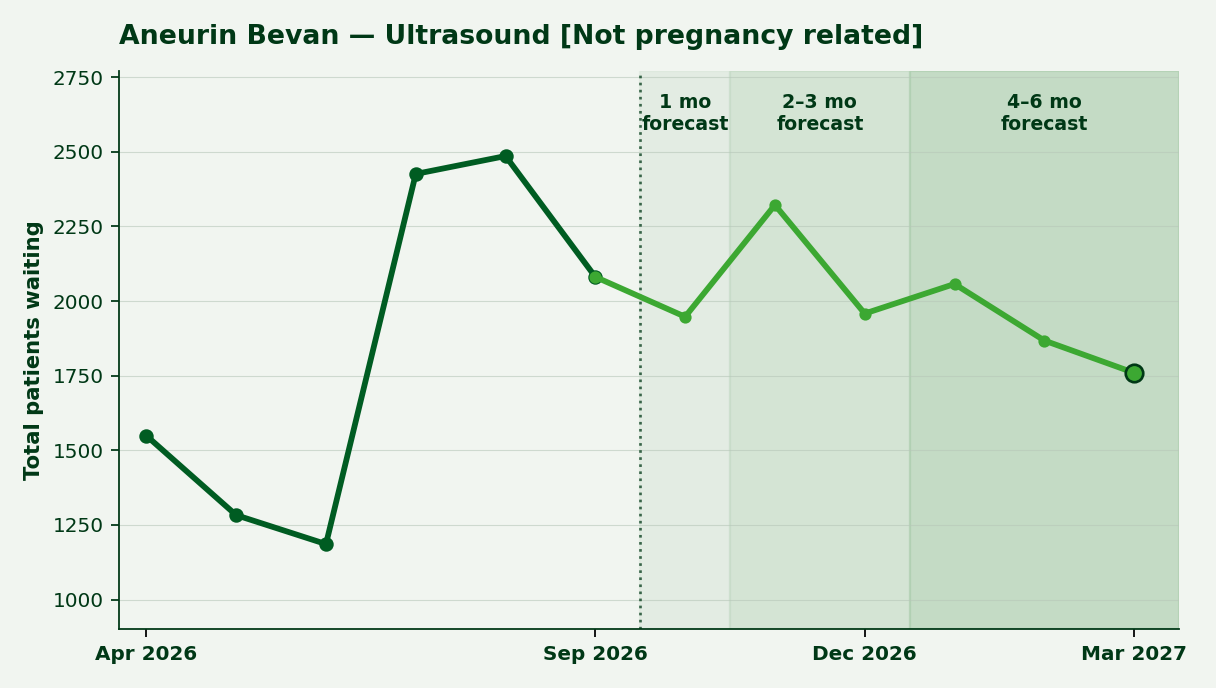 Aneurin Bevan — Ultrasound [Not pregnancy related]
Total patients waiting
2750
2500
2250
2000
1750
1500
1250
1000
1 mo
forecast
2–3 mo
forecast
4–6 mo
forecast
Apr 2026
Sep 2026
Dec 2026
Mar 2027